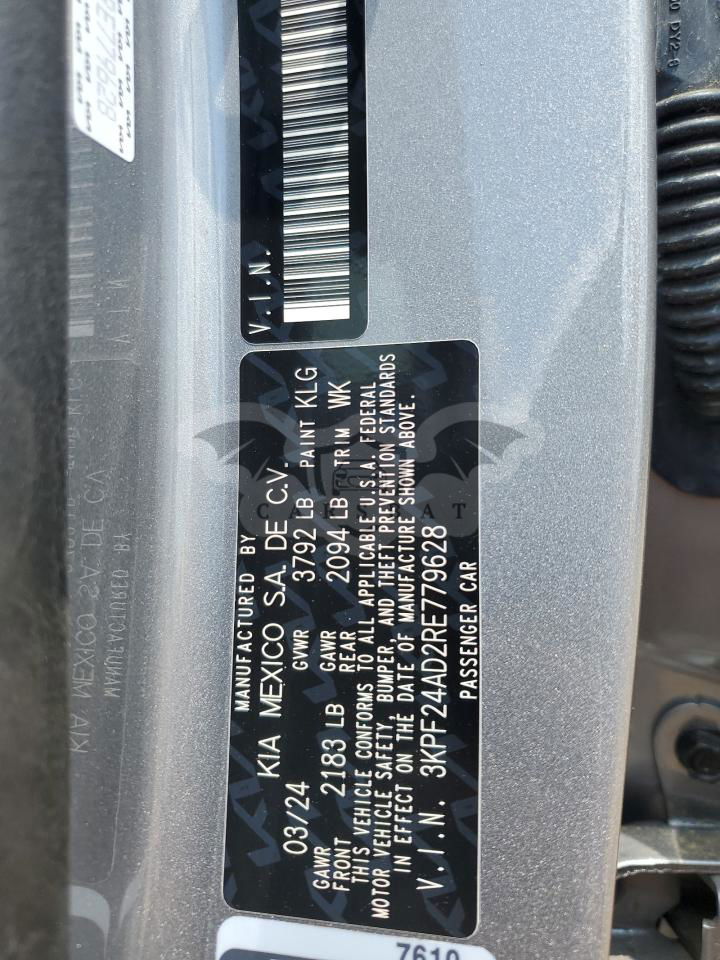 V.I.N.
MANUFACTURED BY
KIA MEXICO S.A. DE C.V.
03/24 GVWR 3792 LB PAINT KLG
GAWR FRONT 2183 LB GAWR REAR 2094 LB TRIM WK
THIS VEHICLE CONFORMS TO ALL APPLICABLE U.S.A. FEDERAL
MOTOR VEHICLE SAFETY, BUMPER, AND THEFT PREVENTION STANDARDS
IN EFFECT ON THE DATE OF MANUFACTURE SHOWN ABOVE.
V.I.N. 3KPF24AD2RE779628
PASSENGER CAR
7610